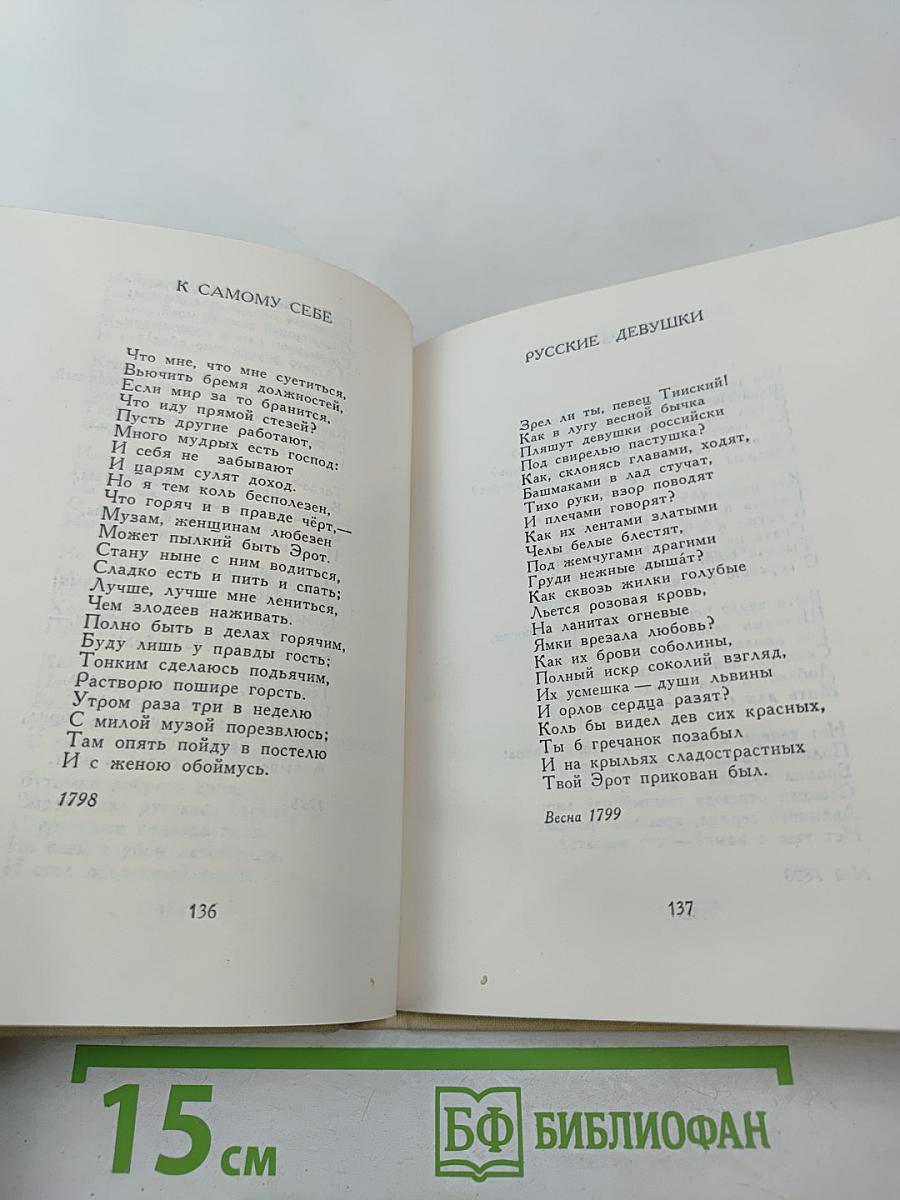 К САМОМУ СЕБЕ
Что мне, что мне суетиться,
Вьючить бремя должностей,
Если мир за то бранится,
Что иду прямой стезей?
Пусть другие работают,
Много мудрых есть господ:
И себя не забывают
И царям сулят доход.
Но я тем коль бесполезен,
Что горяч и в правде чёрт,—
Музам, женщинам любезен
Может пылкий быть Эрот.
Стану ныне с ним водиться,
Сладко есть и пить и спать;
Лучше, лучше мне лениться,
Чем злодеев наживать.
Полно быть в делах горячим,
Буду лишь у правды гость;
Тонким сделаюсь подьячим,
Растворю пошире горсть.
Утром раза три в неделю
С милой музой порезвлюсь;
Там опять пойду в постелю
И с женою обоймусь.
1798
136
РУССКИЕ ДЕВУШКИ
Зрел ли ты, певец Тииский!
Как в лугу весной бычка
Пляшут девушки российски
Под свирелью пастушка?
Как, склонясь главами, ходят,
Башмаками в лад стучат,
Тихо руки, взор поводят
И плечами говорят?
Как их лентами златыми
Челы белые блестят,
Под жемчугами драгими
Груди нежные дыша́т?
Как сквозь жилки голубые
Льется розовая кровь,
На ланитах огневые
Ямки врезала любовь?
Как их брови соболины,
Полный искр соколий взгляд,
Их усмешка — души львины
И орлов сердца разят?
Коль бы видел дев сих красных,
Ты б гречанок позабыл
И на крыльях сладострастных
Твой Эрот прикован был.
Весна 1799
137
15 см
БФ БИБЛИОФАН